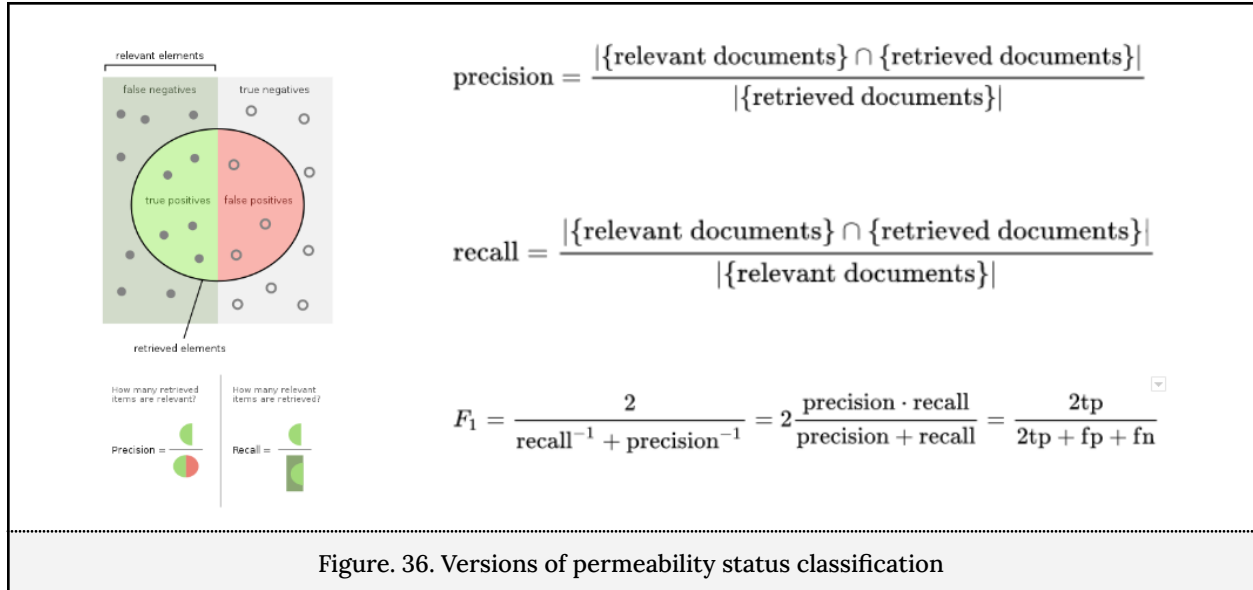 relevant elements
false negatives
true negatives
true positives
false positives
retrieved elements
How many retrieved
items are relevant?
Precision =
How many relevant
items are retrieved?
Recall =
precision = |{relevant documents} ∩ {retrieved documents}| / |{retrieved documents}|
recall = |{relevant documents} ∩ {retrieved documents}| / |{relevant documents}|
F₁ = 2 / (recall⁻¹ + precision⁻¹) = 2 (precision · recall) / (precision + recall) = 2tp / (2tp + fp + fn)
Figure. 36. Versions of permeability status classification